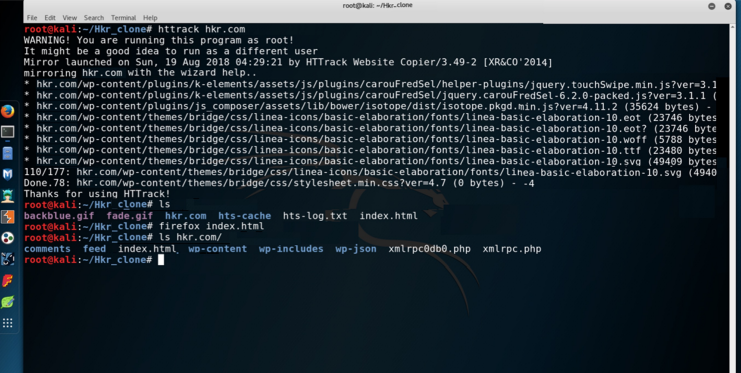 root@kali: ~/Hkr_clone
File Edit View Search Terminal Help
root@kali:~/Hkr_clone# httrack hkr.com
WARNING! You are running this program as root!
It might be a good idea to run as a different user
Mirror launched on Sun, 19 Aug 2018 04:29:21 by HTTrack Website Copier/3.49-2 [XR&CO'2014]
mirroring hkr.com with the wizard help..
* hkr.com/wp-content/plugins/k-elements/assets/js/plugins/carouFredSel/helper-plugins/jquery.touchSwipe.min.js?ver=3.1
* hkr.com/wp-content/plugins/k-elements/assets/js/plugins/carouFredSel/jquery.carouFredSel-6.2.0-packed.js?ver=3.1.1 (
* hkr.com/wp-content/plugins/js_composer/assets/lib/bower/isotope/dist/isotope.pkgd.min.js?ver=4.11.2 (35624 bytes) -
* hkr.com/wp-content/themes/bridge/css/linea-icons/basic-elaboration/fonts/linea-basic-elaboration-10.eot (23746 byte
* hkr.com/wp-content/themes/bridge/css/linea-icons/basic-elaboration/fonts/linea-basic-elaboration-10.eot? (23746 byt
* hkr.com/wp-content/themes/bridge/css/linea-icons/basic-elaboration/fonts/linea-basic-elaboration-10.woff (5788 byte
* hkr.com/wp-content/themes/bridge/css/linea-icons/basic-elaboration/fonts/linea-basic-elaboration-10.ttf (23480 byte
* hkr.com/wp-content/themes/bridge/css/linea-icons/basic-elaboration/fonts/linea-basic-elaboration-10.svg (49409 byte
110/177: hkr.com/wp-content/themes/bridge/css/linea-icons/basic-elaboration/fonts/linea-basic-elaboration-10.svg (4940
Done.78: hkr.com/wp-content/themes/bridge/css/stylesheet.min.css?ver=4.7 (0 bytes) - -4
Thanks for using HTTrack!
root@kali:~/Hkr_clone# ls
backblue.gif fade.gif hkr.com hts-cache hts-log.txt index.html
root@kali:~/Hkr_clone# firefox index.html
root@kali:~/Hkr_clone# ls hkr.com/
comments feed index.html wp-content wp-includes wp-json xmlrpc0db0.php xmlrpc.php
root@kali:~/Hkr_clone#